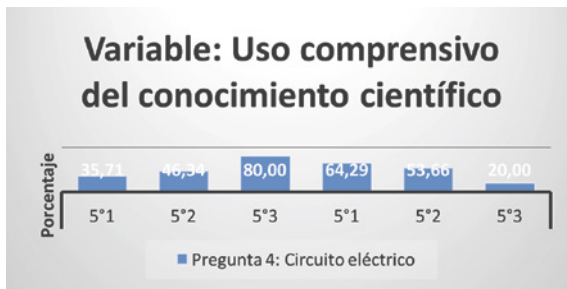 Variable: Uso comprensivo
del conocimiento científico
Porcentaje
35,71 46,34 80,00 64,29 53,66 20,00
5°1 5°2 5°3 5°1 5°2 5°3
Pregunta 4: Circuito eléctrico